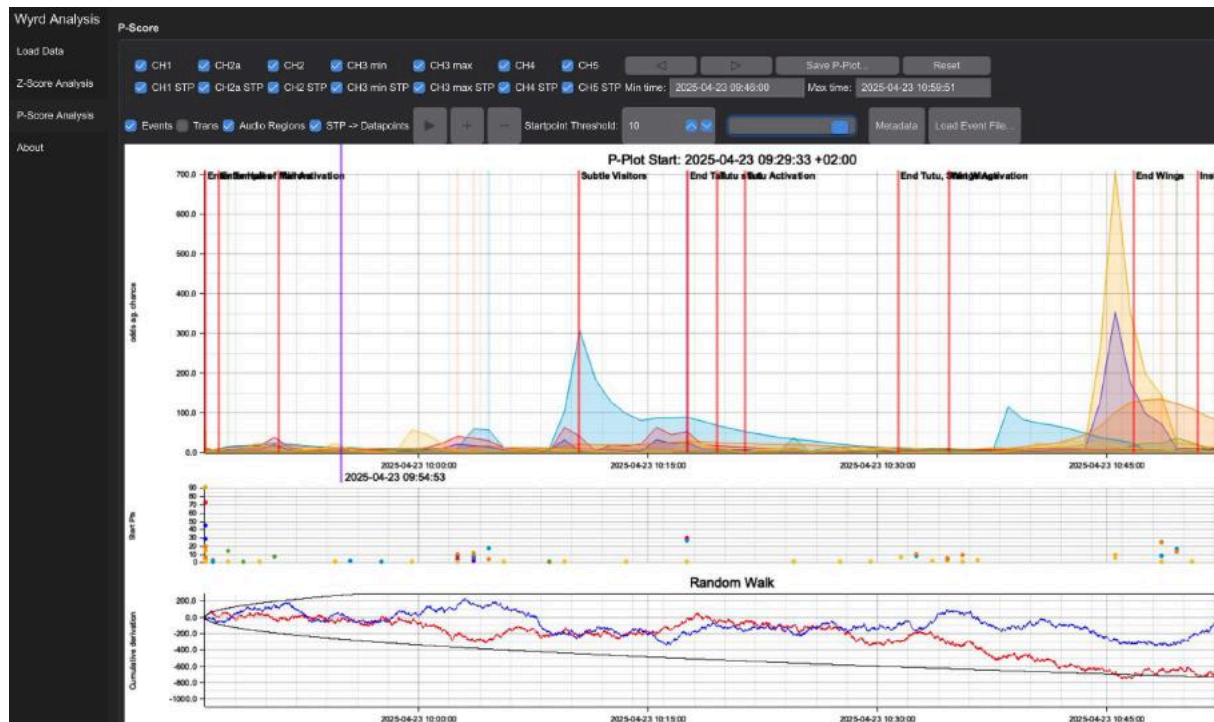 Wyrd Analysis
Load Data
Z-Score Analysis
P-Score Analysis
About
P-Score
CH1 CH2a CH2 CH3 min CH3 max CH4 CH5 Save P-Plot... Reset
CH1 STP CH2a STP CH2 STP CH3 min STP CH3 max STP CH4 STP CH5 STP Min time: 2025-04-23 09:46:00 Max time: 2025-04-23 10:59:51
Events Trans Audio Regions STP -> Datapoints + − Startpoint Threshold: 10 Metadata Load Event File...
P-Plot Start: 2025-04-23 09:29:33 +02:00
Subtle Visitors End Tutu Activation End Tutu, End Wings
700.0
600.0
500.0
400.0
300.0
200.0
100.0
0.0
odds ag. chance
2025-04-23 10:00:00 2025-04-23 10:15:00 2025-04-23 10:30:00 2025-04-23 10:45:00
2025-04-23 09:54:53
90
80
70
60
50
40
30
20
10
0
Start Pts
Random Walk
200.0
0.0
-200.0
-400.0
-600.0
-800.0
-1000.0
Cumulative derivation
2025-04-23 10:00:00 2025-04-23 10:15:00 2025-04-23 10:30:00 2025-04-23 10:45:00